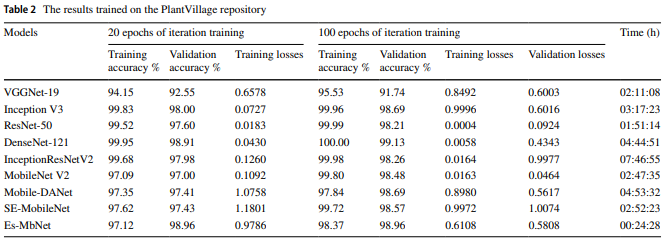 Table 2 The results trained on the PlantVillage repository
Models 20 epochs of iteration training 100 epochs of iteration training Time (h)
Training accuracy % Validation accuracy % Training losses Training accuracy % Validation accuracy % Training losses Validation losses
VGGNet-19 94.15 92.55 0.6578 95.53 91.74 0.8492 0.6003 02:11:08
Inception V3 99.83 98.00 0.0727 99.96 98.69 0.9996 0.6016 03:17:23
ResNet-50 99.52 97.60 0.0183 99.99 98.21 0.0004 0.0924 01:51:14
DenseNet-121 99.95 98.91 0.0430 100.00 99.13 0.0058 0.4343 04:44:51
InceptionResNetV2 99.68 97.98 0.1260 99.98 98.26 0.0164 0.9977 07:46:55
MobileNet V2 97.09 97.00 0.1092 99.80 98.48 0.0163 0.0464 02:47:35
Mobile-DANet 97.35 97.41 1.0758 97.84 98.69 0.8980 0.5617 04:53:32
SE-MobileNet 97.62 97.43 1.1801 99.72 98.57 0.9972 1.0074 02:52:23
Es-MbNet 97.12 98.96 0.9786 98.37 98.96 0.6108 0.5808 00:24:28